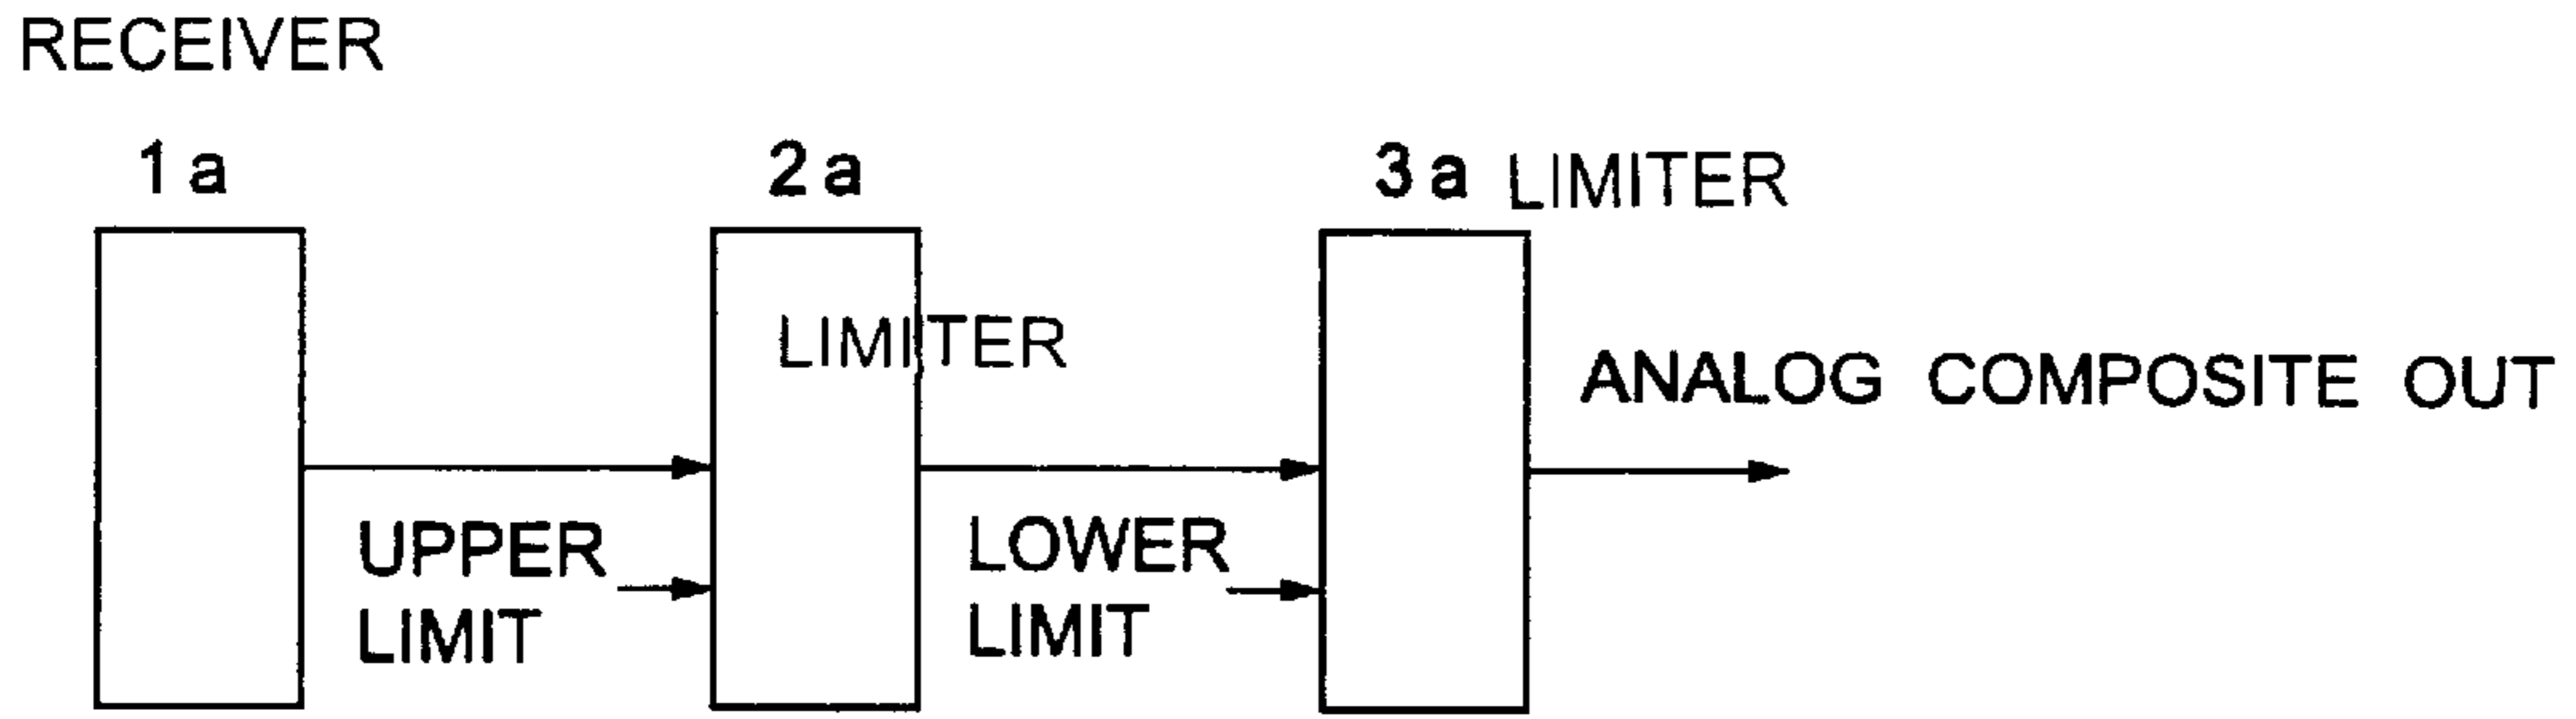 RECEIVER
1a
2a
3a LIMITER
LIMITER
ANALOG COMPOSITE OUT
UPPER
LIMIT
LOWER
LIMIT